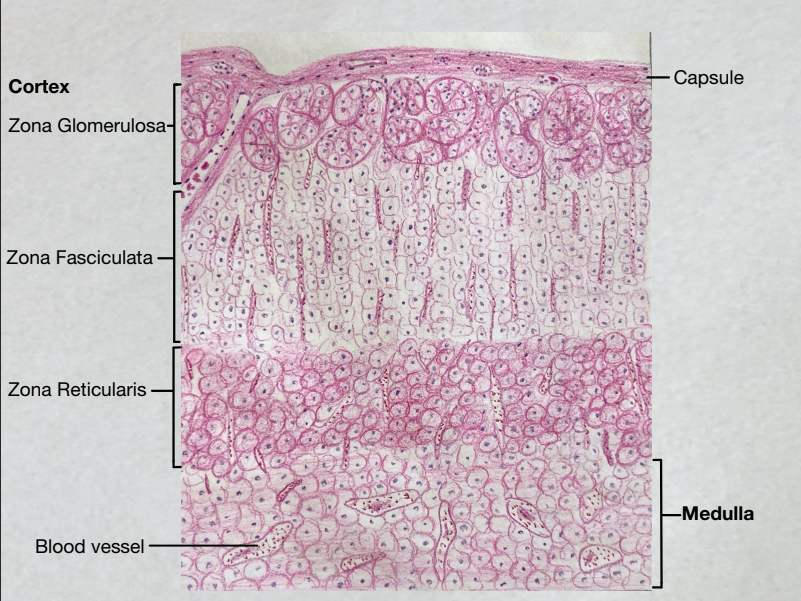 Cortex
Capsule
Zona Glomerulosa
Zona Fasciculata
Zona Reticularis
Medulla
Blood vessel